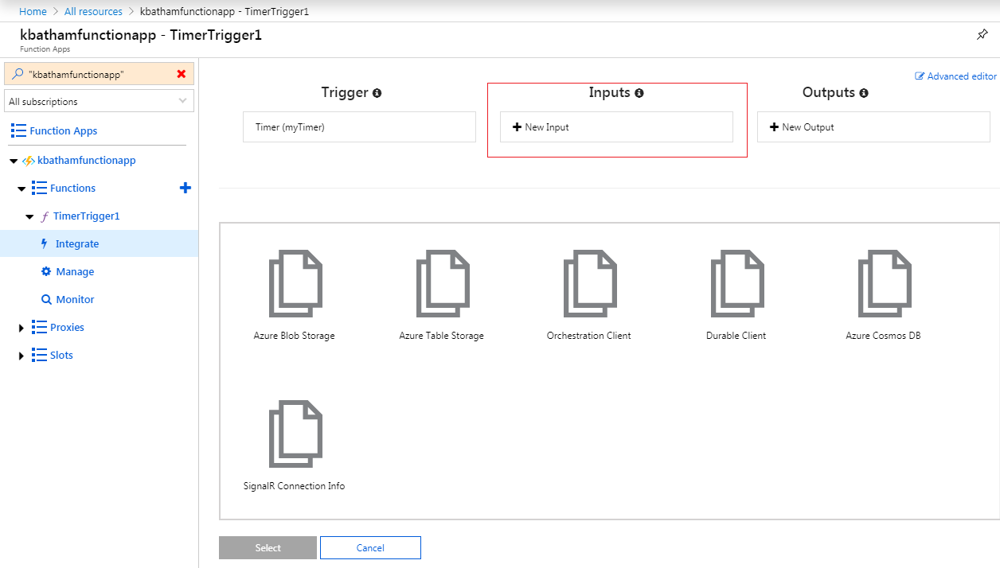 Home > All resources > kbathamfunctionapp - TimerTrigger1
kbathamfunctionapp - TimerTrigger1
Function Apps
"kbathamfunctionapp"
All subscriptions
Function Apps
kbathamfunctionapp
Functions
TimerTrigger1
Integrate
Manage
Monitor
Proxies
Slots
Advanced editor
Trigger
Inputs
Outputs
Timer (myTimer)
New Input
New Output
Azure Blob Storage
Azure Table Storage
Orchestration Client
Durable Client
Azure Cosmos DB
SignalR Connection Info
Select
Cancel